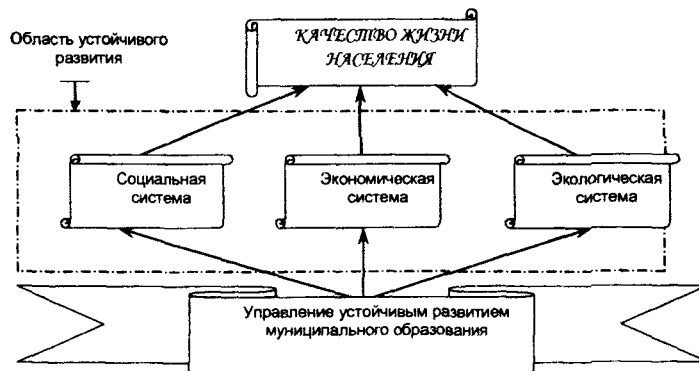 КАЧЕСТВО ЖИЗНИ
НАСЕЛЕНИЯ
Область устойчивого
развития
Социальная
система
Экономическая
система
Экологическая
система
Управление устойчивым развитием
муниципального образования